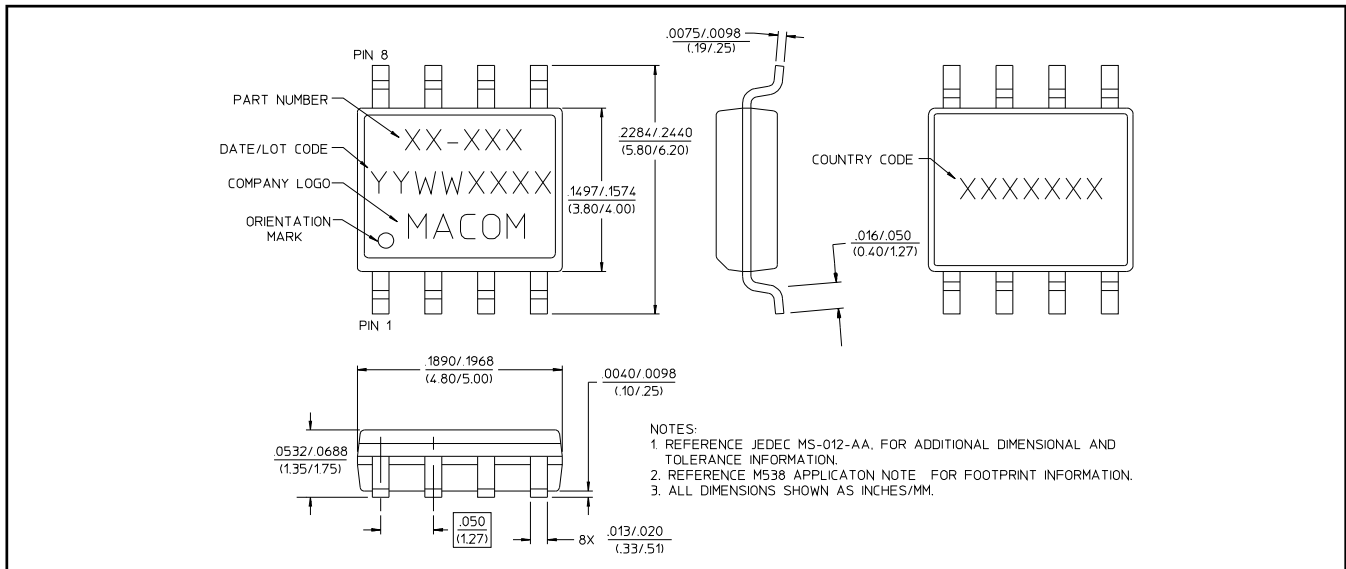 .0075/.0098
(.19/.25)
PIN 8
PART NUMBER
XX-XXX
.2284/.2440
(5.80/6.20)
DATE/LOT CODE
YYWWXXXX
COUNTRY CODE
XXXXXXX
COMPANY LOGO
.1497/.1574
(3.80/4.00)
MACOM
ORIENTATION
MARK
.016/.050
(0.40/1.27)
PIN 1
.1890/.1968
(4.80/5.00)
.0040/.0098
(.10/.25)
.0532/.0688
(1.35/1.75)
NOTES:
1. REFERENCE JEDEC MS-012-AA, FOR ADDITIONAL DIMENSIONAL AND
TOLERANCE INFORMATION.
2. REFERENCE M538 APPLICATON NOTE FOR FOOTPRINT INFORMATION.
3. ALL DIMENSIONS SHOWN AS INCHES/MM.
.050
(1.27)
8X .013/.020
(.33/.51)